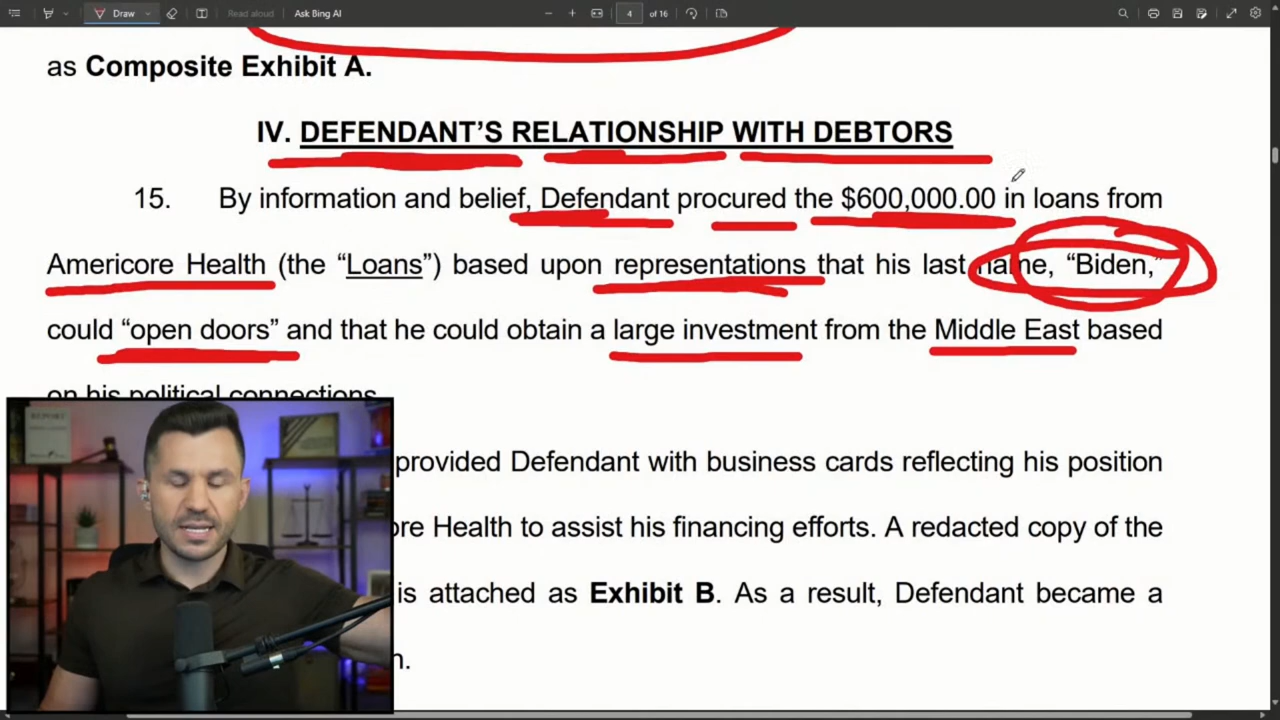 Draw
Read aloud
Ask Bing AI
4 of 16
as Composite Exhibit A.
IV. DEFENDANT'S RELATIONSHIP WITH DEBTORS
15. By information and belief, Defendant procured the $600,000.00 in loans from
Americore Health (the “Loans”) based upon representations that his last name, “Biden,”
could “open doors” and that he could obtain a large investment from the Middle East based
on his political connections.
provided Defendant with business cards reflecting his position
ore Health to assist his financing efforts. A redacted copy of the
is attached as Exhibit B. As a result, Defendant became a
n.